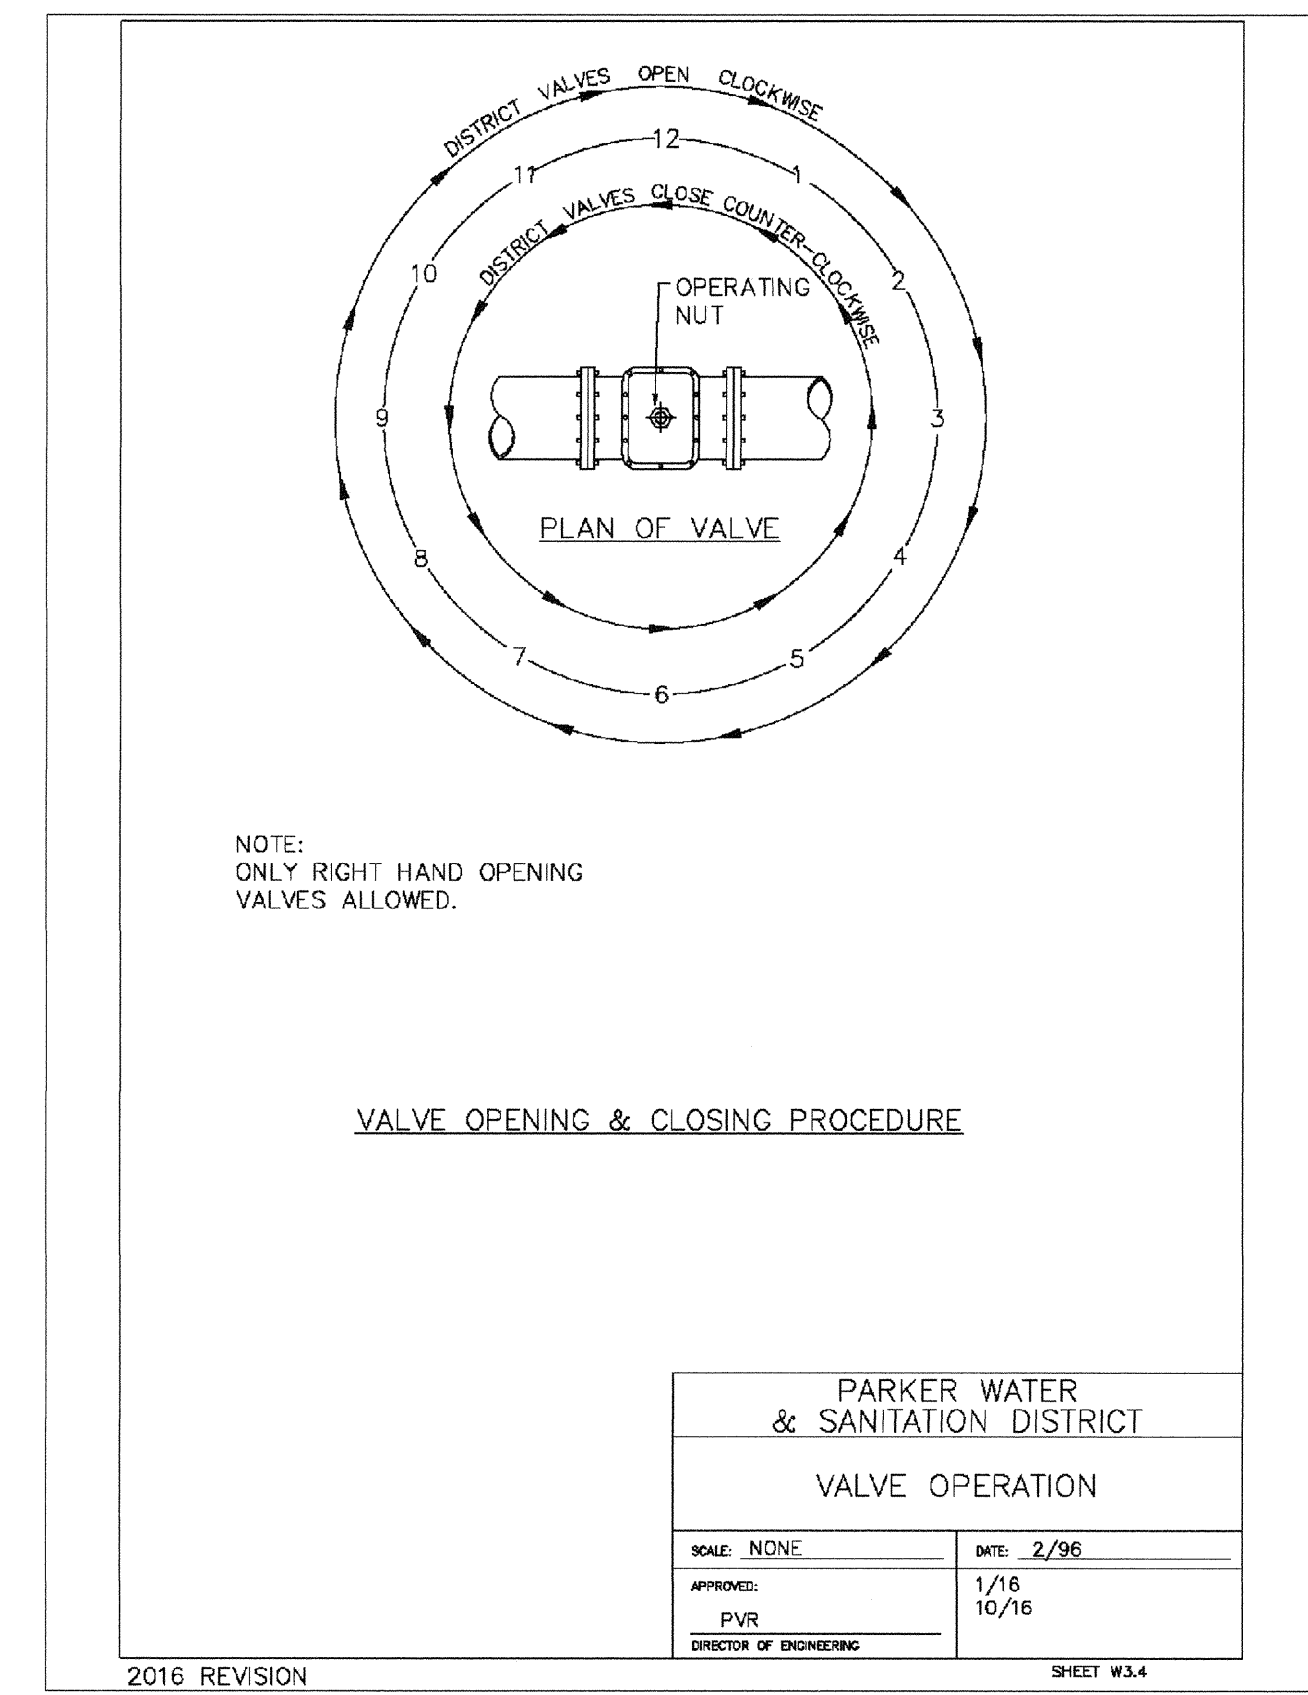 DISTRICT VALVES OPEN CLOCKWISE
12
11
1
DISTRICT VALVES CLOSE COUNTER-CLOCKWISE
10
2
OPERATING
NUT
9
3
PLAN OF VALVE
8
4
7
5
6
NOTE:
ONLY RIGHT HAND OPENING
VALVES ALLOWED.
VALVE OPENING & CLOSING PROCEDURE
PARKER WATER
& SANITATION DISTRICT
VALVE OPERATION
SCALE: NONE
DATE: 2/96
APPROVED:
1/16
10/16
PVR
DIRECTOR OF ENGINEERING
2016 REVISION
SHEET W3.4